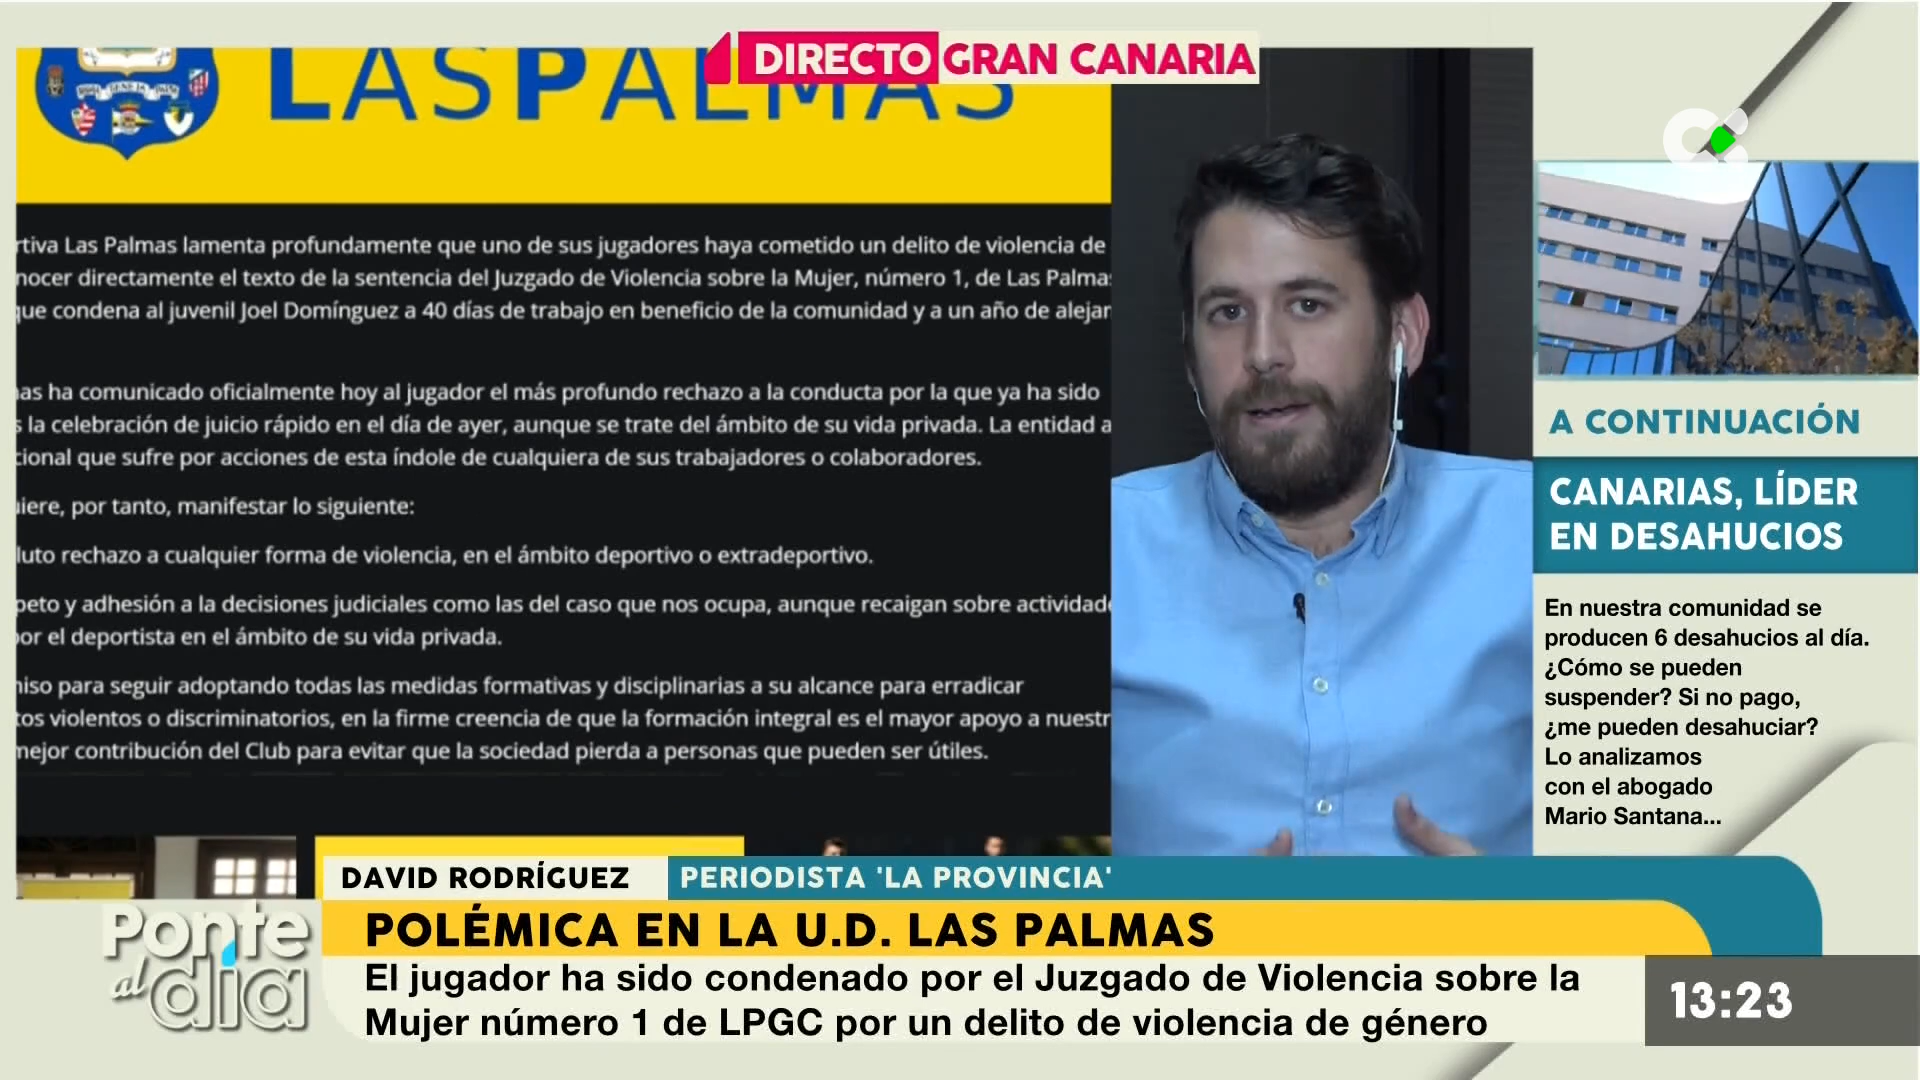 DIRECTO GRAN CANARIA
LASPALMAS
rtiva Las Palmas lamenta profundamente que uno de sus jugadores haya cometido un delito de violencia de
nocer directamente el texto de la sentencia del Juzgado de Violencia sobre la Mujer, número 1, de Las Palmas
que condena al juvenil Joel Domínguez a 40 días de trabajo en beneficio de la comunidad y a un año de alejar
nas ha comunicado oficialmente hoy al jugador el más profundo rechazo a la conducta por la que ya ha sido
s la celebración de juicio rápido en el día de ayer, aunque se trate del ámbito de su vida privada. La entidad a
cional que sufre por acciones de esta índole de cualquiera de sus trabajadores o colaboradores.
uiere, por tanto, manifestar lo siguiente:
luto rechazo a cualquier forma de violencia, en el ámbito deportivo o extradeportivo.
peto y adhesión a la decisiones judiciales como las del caso que nos ocupa, aunque recaigan sobre actividade
por el deportista en el ámbito de su vida privada.
niso para seguir adoptando todas las medidas formativas y disciplinarias a su alcance para erradicar
tos violentos o discriminatorios, en la firme creencia de que la formación integral es el mayor apoyo a nuestr
mejor contribución del Club para evitar que la sociedad pierda a personas que pueden ser útiles.
A CONTINUACIÓN
CANARIAS, LÍDER
EN DESAHUCIOS
En nuestra comunidad se
producen 6 desahucios al día.
¿Cómo se pueden
suspender? Si no pago,
¿me pueden desahuciar?
Lo analizamos
con el abogado
Mario Santana...
DAVID RODRÍGUEZ PERIODISTA 'LA PROVINCIA'
POLÉMICA EN LA U.D. LAS PALMAS
El jugador ha sido condenado por el Juzgado de Violencia sobre la
Mujer número 1 de LPGC por un delito de violencia de género
Ponte
al día
13:23